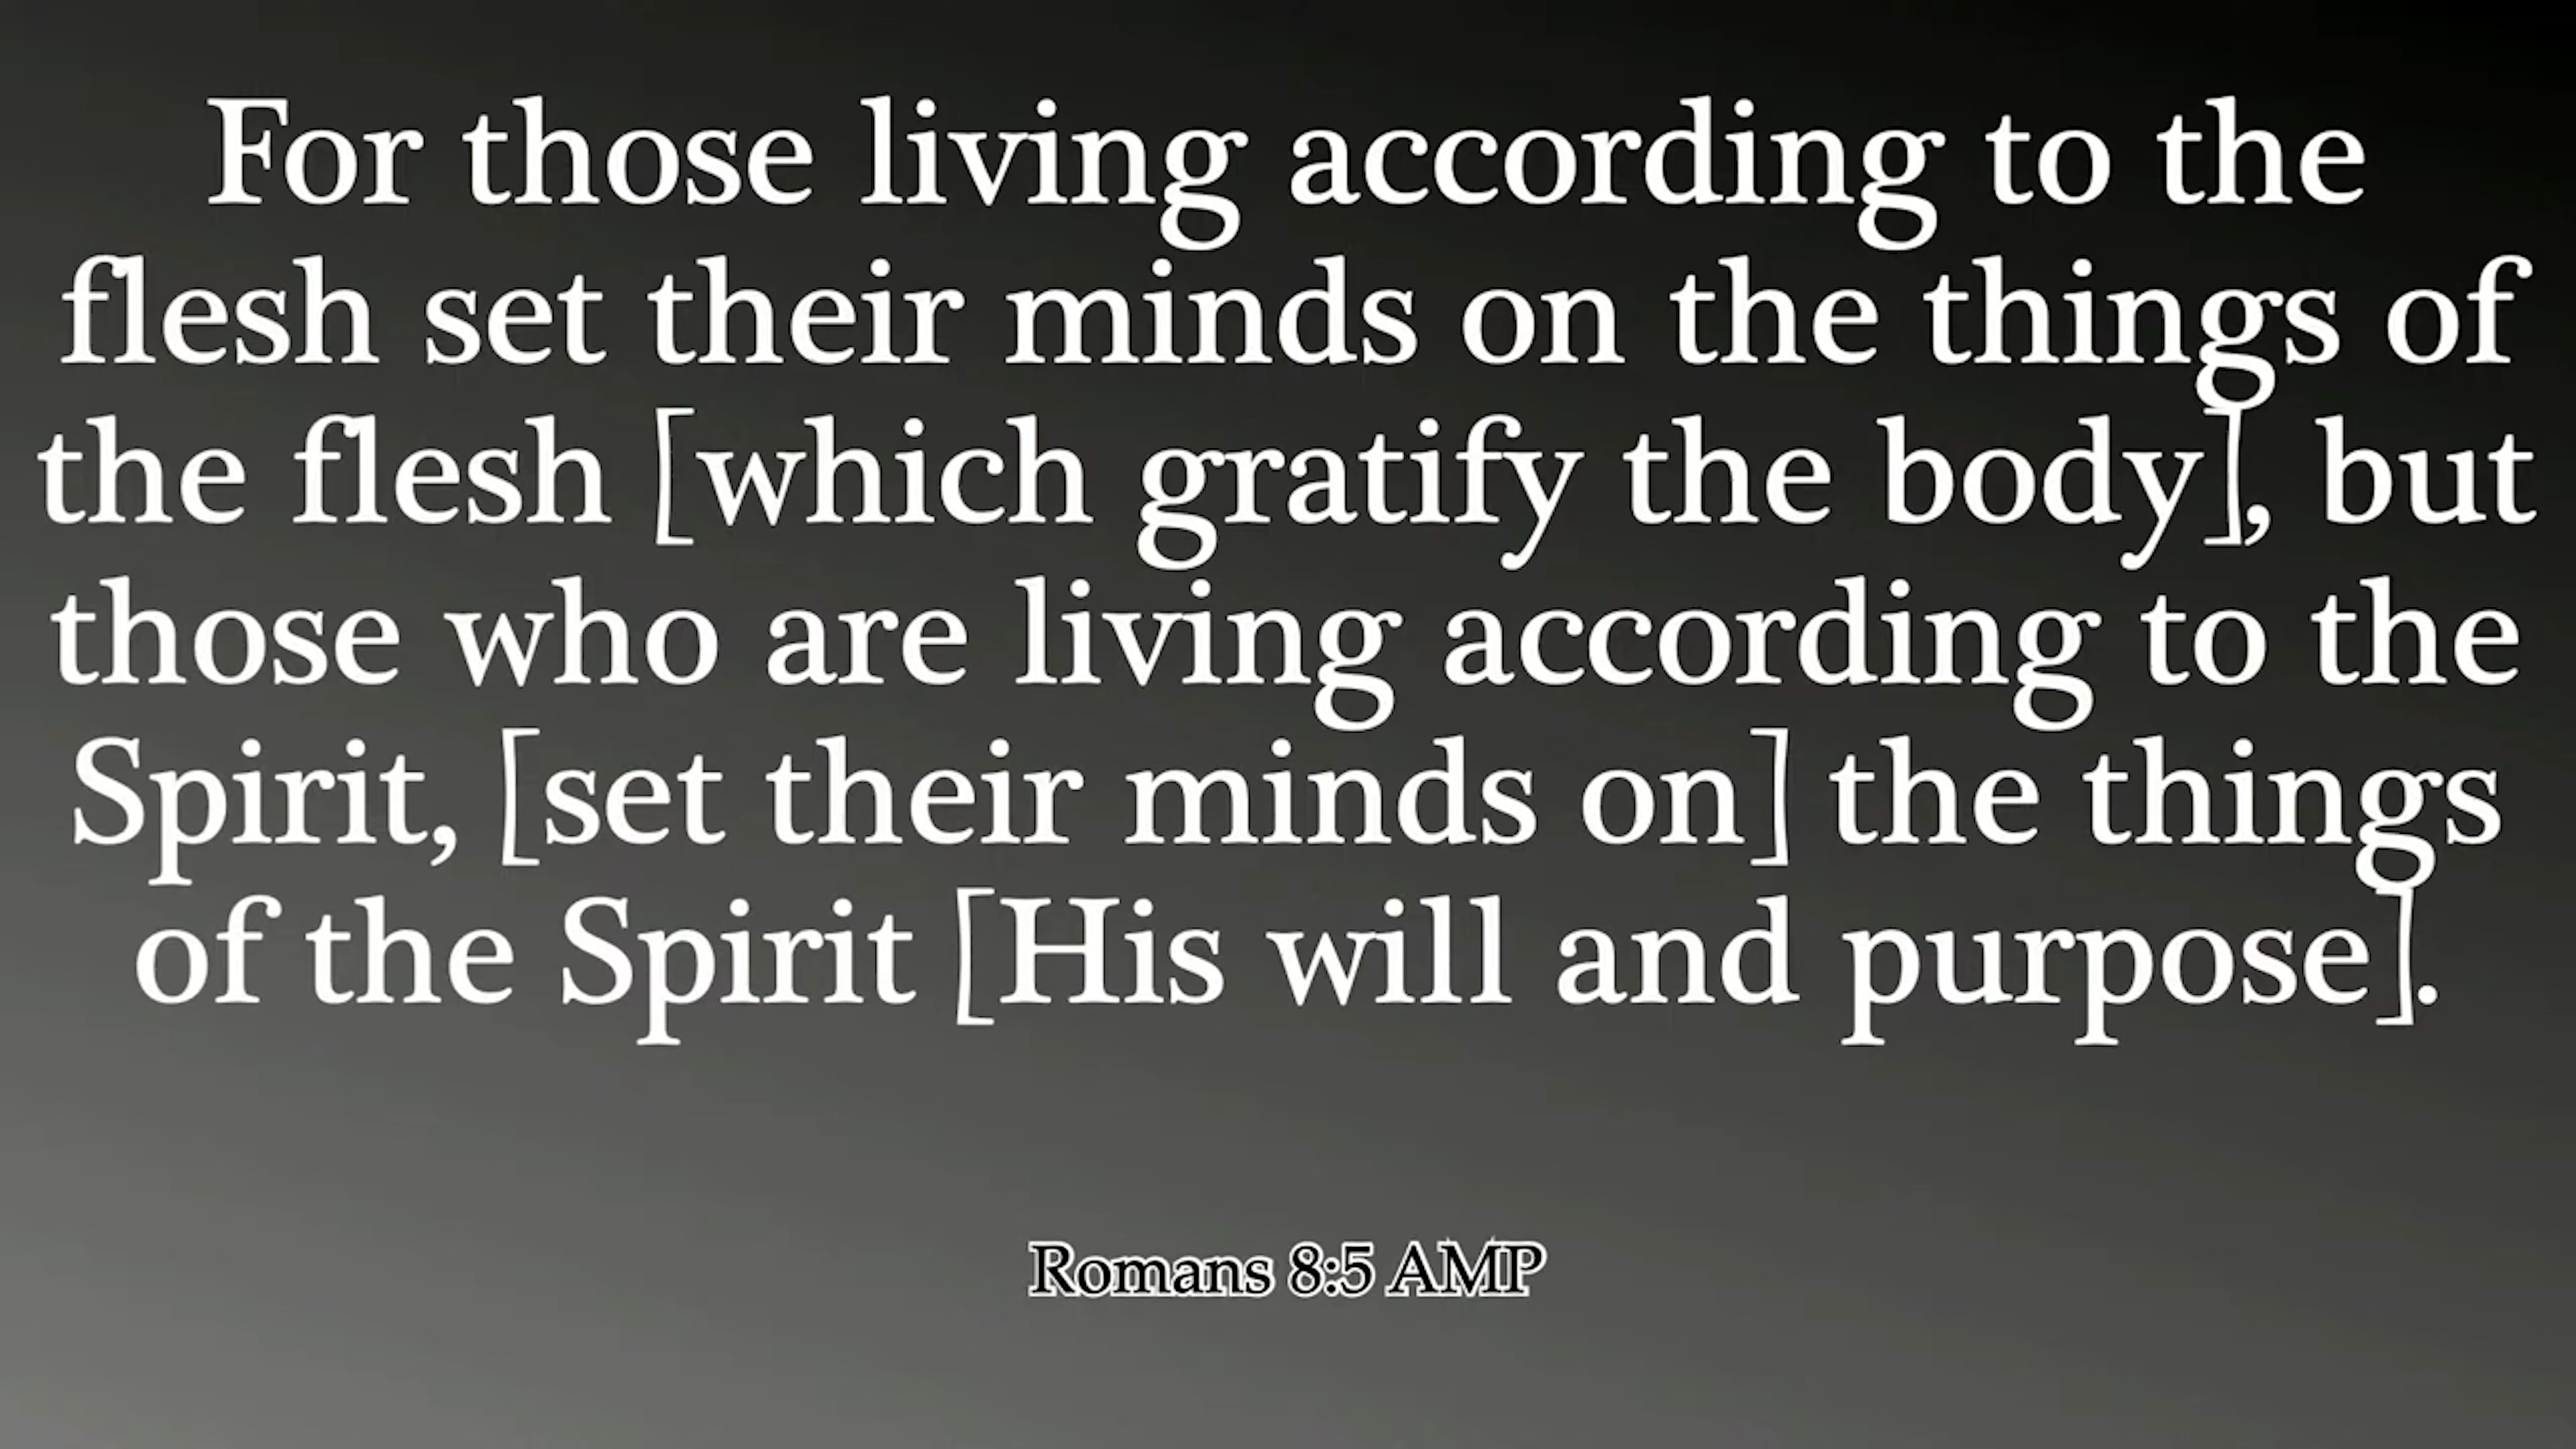 For those living according to the
flesh set their minds on the things of
the flesh [which gratify the body], but
those who are living according to the
Spirit, [set their minds on] the things
of the Spirit [His will and purpose].
Romans 8:5 AMP